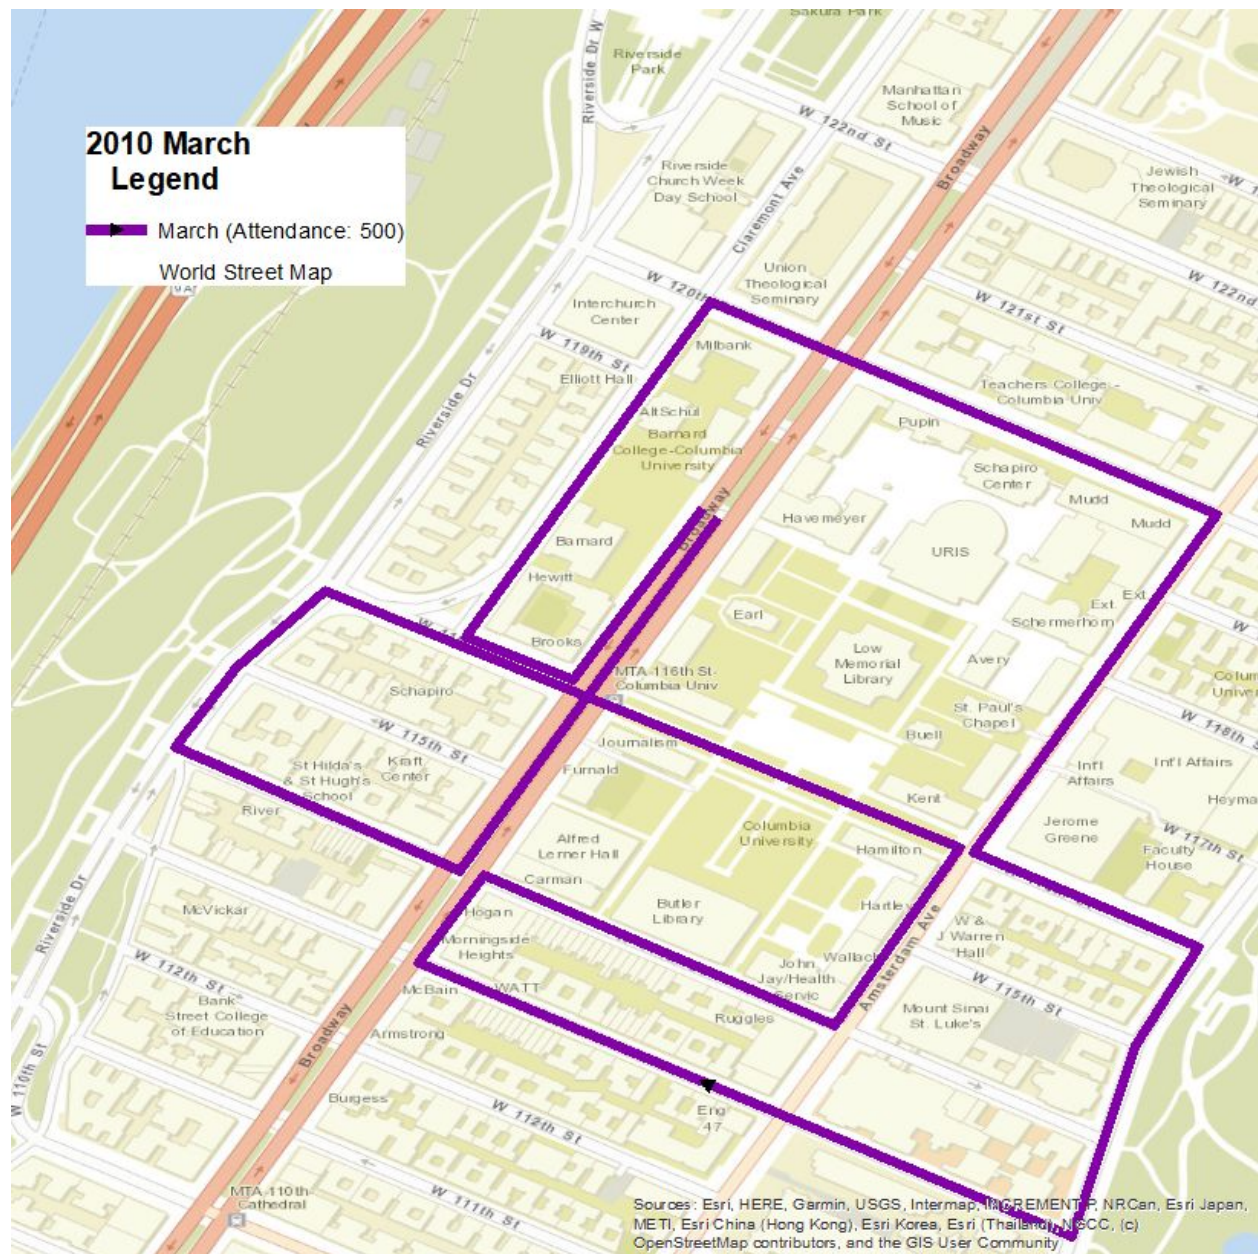 2010 March
Legend
March (Attendance: 500)
World Street Map
Sakura Park
Riverside Dr W
Riverside
Park
Manhattan
School of
Music
W 122nd St
Broadway
Jewish
Theological
Seminary
Riverside
Church Week
Day School
Claremont Ave
W 122nd
Union
Theological
Seminary
W 120th
W 121st St
Interchurch
Center
W 119th St
Elliott Hall
Milbank
Riverside Dr
Teachers College -
Columbia Univ
AltSchul
Barnard
College-Columbia
University
Pupin
Schapiro
Center
Mudd
Mudd
Havemeyer
URIS
Broadway
Barnard
Hewitt
Brooks
Earl
Ext.
Ext.
Schermerhorn
Low
Memorial
Library
Avery
MTA-116th St-
Columbia Univ
Schapiro
St. Paul's
Chapel
Buell
W 118th
W 115th St
Journalism
Furnald
Kraft
Center
St Hilda's
& St Hugh's
School
River
Int'l
Affairs
Int'l Affairs
Heyma
Kent
Jerome
Greene
W 117th St
Faculty
House
Columbia
University
Hamilton
Alfred
Lerner Hall
Carman
Butler
Library
Hartley
Riverside Dr
McVickar
Hogan
Morningside
Heights
W &
J Warren
Hall
John
Jay/Health
Servic
Wallach
Amsterdam Ave
W 115th St
W 112th St
McBain
WATT
Bank
Street College
of Education
Ruggles
Mount Sinai
St. Luke's
Broadway
Armstrong
W 110th St
Burgess
Eng
47
W 112th St
MTA-110th
Cathedral
W 111th St
Sources: Esri, HERE, Garmin, USGS, Intermap, INCREMENT P, NRCan, Esri Japan,
METI, Esri China (Hong Kong), Esri Korea, Esri (Thailand), NGCC, (c)
OpenStreetMap contributors, and the GIS User Community